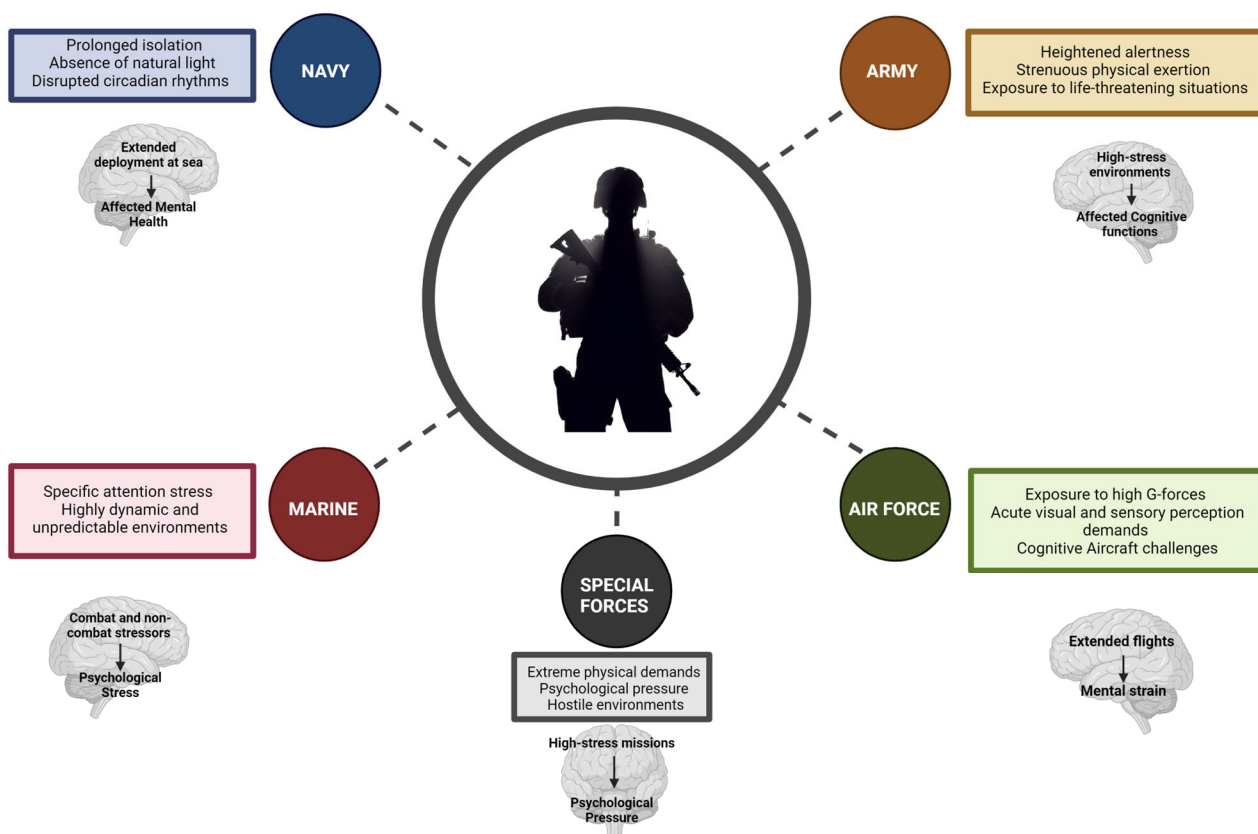 NAVY
Prolonged isolation
Absence of natural light
Disrupted circadian rhythms
Extended
deployment at sea
Affected Mental
Health
ARMY
Heightened alertness
Strenuous physical exertion
Exposure to life-threatening situations
High-stress
environments
Affected Cognitive
functions
MARINE
Specific attention stress
Highly dynamic and
unpredictable environments
Combat and non-
combat stressors
Psychological
Stress
AIR FORCE
Exposure to high G-forces
Acute visual and sensory perception
demands
Cognitive Aircraft challenges
Extended flights
Mental strain
SPECIAL
FORCES
Extreme physical demands
Psychological pressure
Hostile environments
High-stress missions
Psychological
Pressure